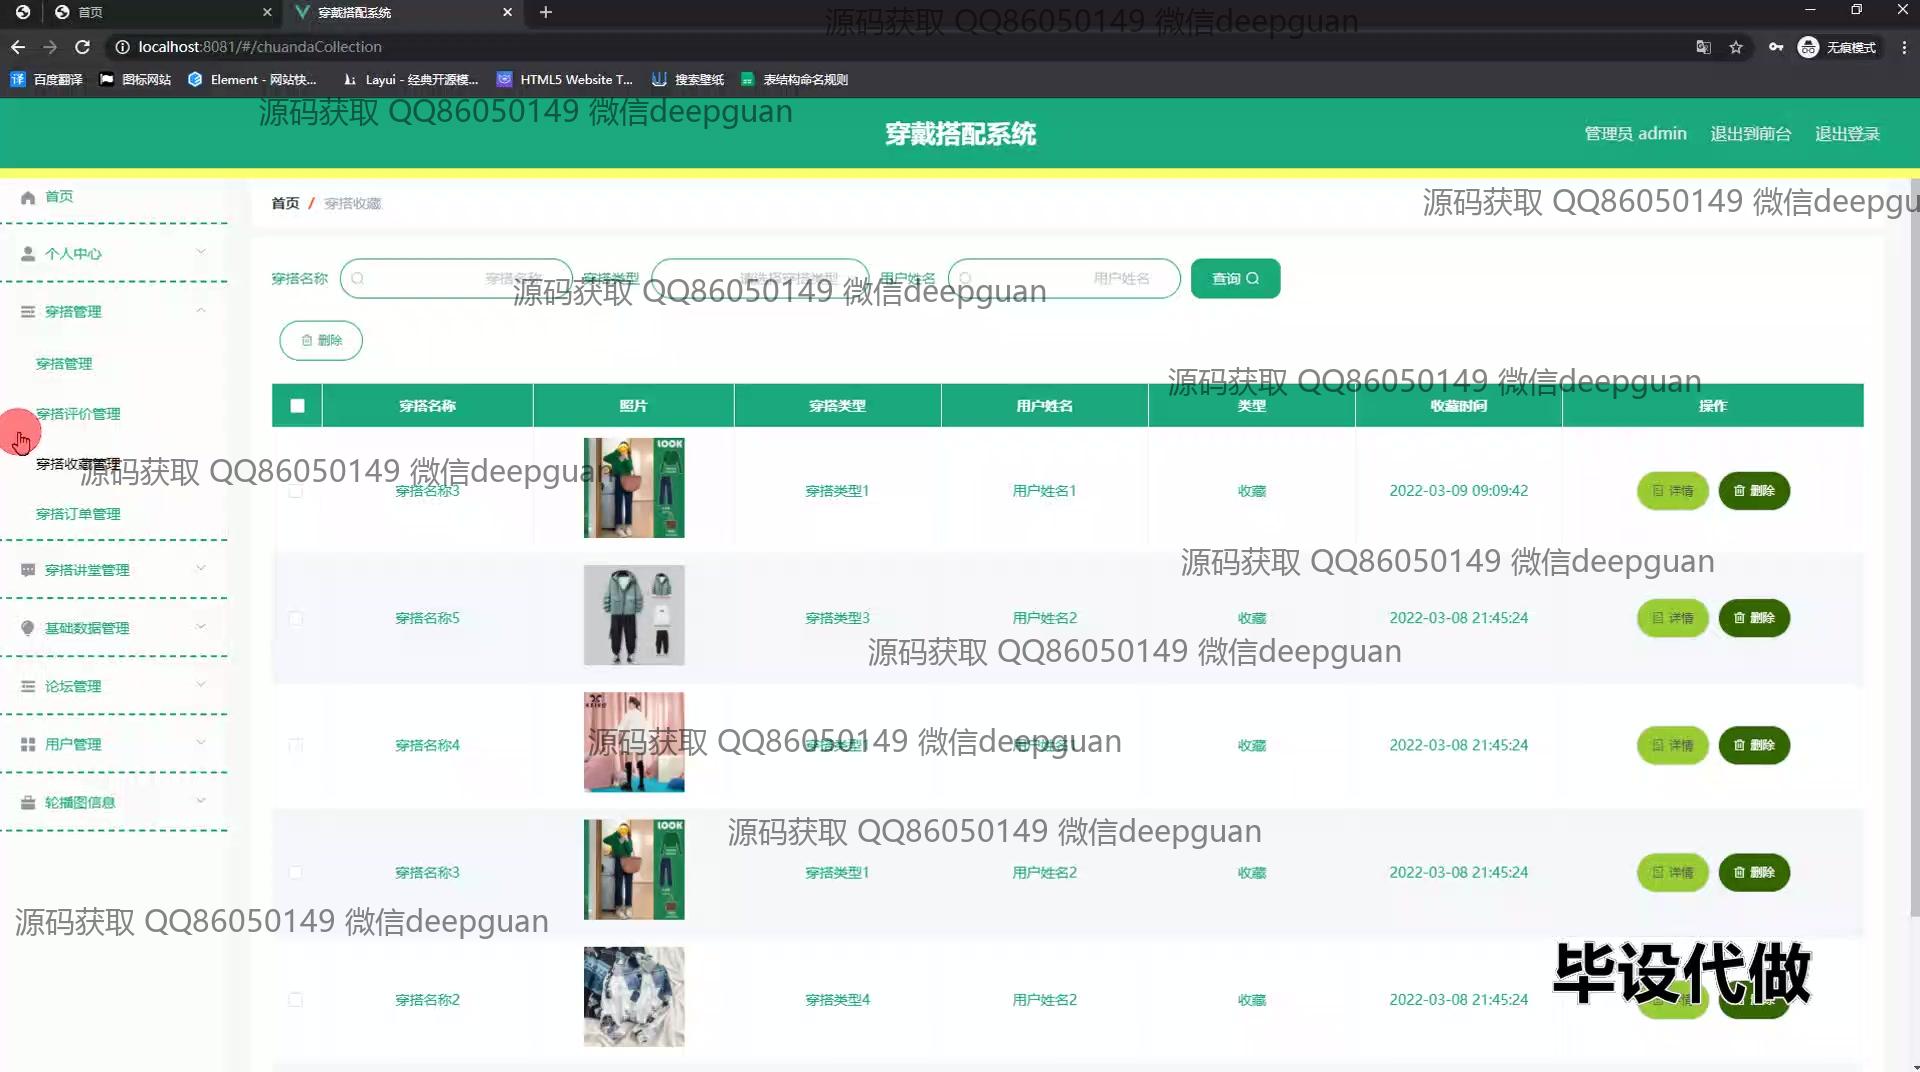 首页
穿戴搭配系统
源码获取 QQ86050149 微信deepguan
localhost:8081/#/chuandaCollection
无痕模式
百度翻译
图标网站
Element - 网站快...
Layui - 经典开源模...
HTML5 Website T...
搜索壁纸
表结构命名规则
源码获取 QQ86050149 微信deepguan
穿戴搭配系统
管理员 admin
退出到前台
退出登录
首页
个人中心
穿搭管理
穿搭管理
穿搭评价管理
穿搭收藏管理
穿搭订单管理
穿搭讲堂管理
基础数据管理
论坛管理
用户管理
轮播图信息
首页 / 穿搭收藏
源码获取 QQ86050149 微信deepgu
穿搭名称 穿搭名称 穿搭类型 请选择穿搭类型 用户姓名 用户姓名 查询
源码获取 QQ86050149 微信deepguan
删除
源码获取 QQ86050149 微信deepguan
穿搭名称 照片 穿搭类型 用户姓名 类型 收藏时间 操作
源码获取 QQ86050149 微信deepguan
LOOK
穿搭名称3 穿搭类型1 用户姓名1 收藏 2022-03-09 09:09:42 详情 删除
源码获取 QQ86050149 微信deepguan
穿搭名称5 穿搭类型3 用户姓名2 收藏 2022-03-08 21:45:24 详情 删除
源码获取 QQ86050149 微信deepguan
穿搭名称4 穿搭类型1 收藏 2022-03-08 21:45:24 详情 删除
源码获取 QQ86050149 微信deepguan
LOOK
源码获取 QQ86050149 微信deepguan
穿搭名称3 穿搭类型1 用户姓名2 收藏 2022-03-08 21:45:24 详情 删除
源码获取 QQ86050149 微信deepguan
穿搭名称2 穿搭类型4 用户姓名2 收藏 2022-03-08 21:45:24
毕设代做